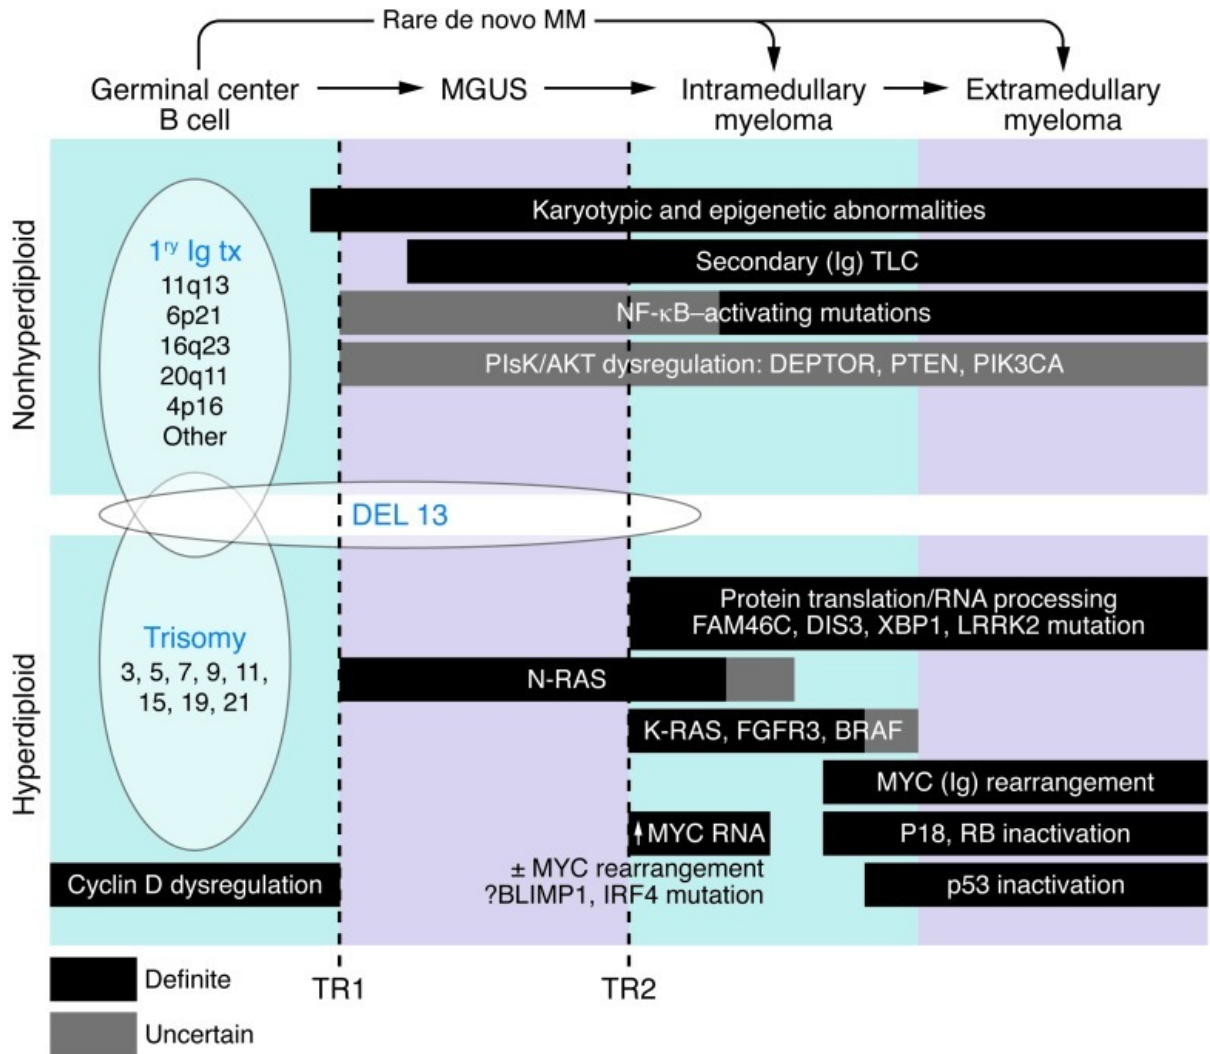 Rare de novo MM
Germinal center
B cell
MGUS
Intramedullary
myeloma
Extramedullary
myeloma
Nonhyperdiploid
1ry Ig tx
11q13
6p21
16q23
20q11
4p16
Other
Karyotypic and epigenetic abnormalities
Secondary (Ig) TLC
NF-κB–activating mutations
PIsK/AKT dysregulation: DEPTOR, PTEN, PIK3CA
DEL 13
Hyperdiploid
Trisomy
3, 5, 7, 9, 11,
15, 19, 21
Protein translation/RNA processing
FAM46C, DIS3, XBP1, LRRK2 mutation
N-RAS
K-RAS, FGFR3, BRAF
MYC (Ig) rearrangement
MYC RNA
P18, RB inactivation
± MYC rearrangement
?BLIMP1, IRF4 mutation
Cyclin D dysregulation
p53 inactivation
Definite
Uncertain
TR1
TR2